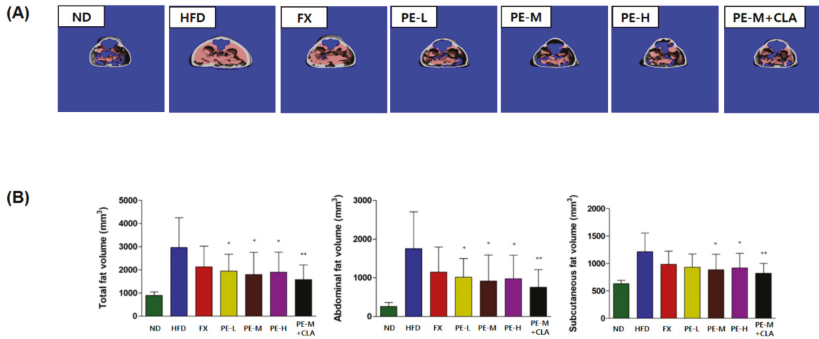 (A)
ND HFD FX PE-L PE-M PE-H PE-M+CLA
(B)
Total fat volume (mm³)
5000
4000
3000
2000
1000
0
* * * **
ND HFD FX PE-L PE-M PE-H PE-M
+CLA
Abdominal fat volume (mm³)
3000
2000
1000
0
* * * **
ND HFD FX PE-L PE-M PE-H PE-M
+CLA
Subcutaneous fat volume (mm³)
2000
1500
1000
500
0
* * **
ND HFD FX PE-L PE-M PE-H PE-M
+CLA